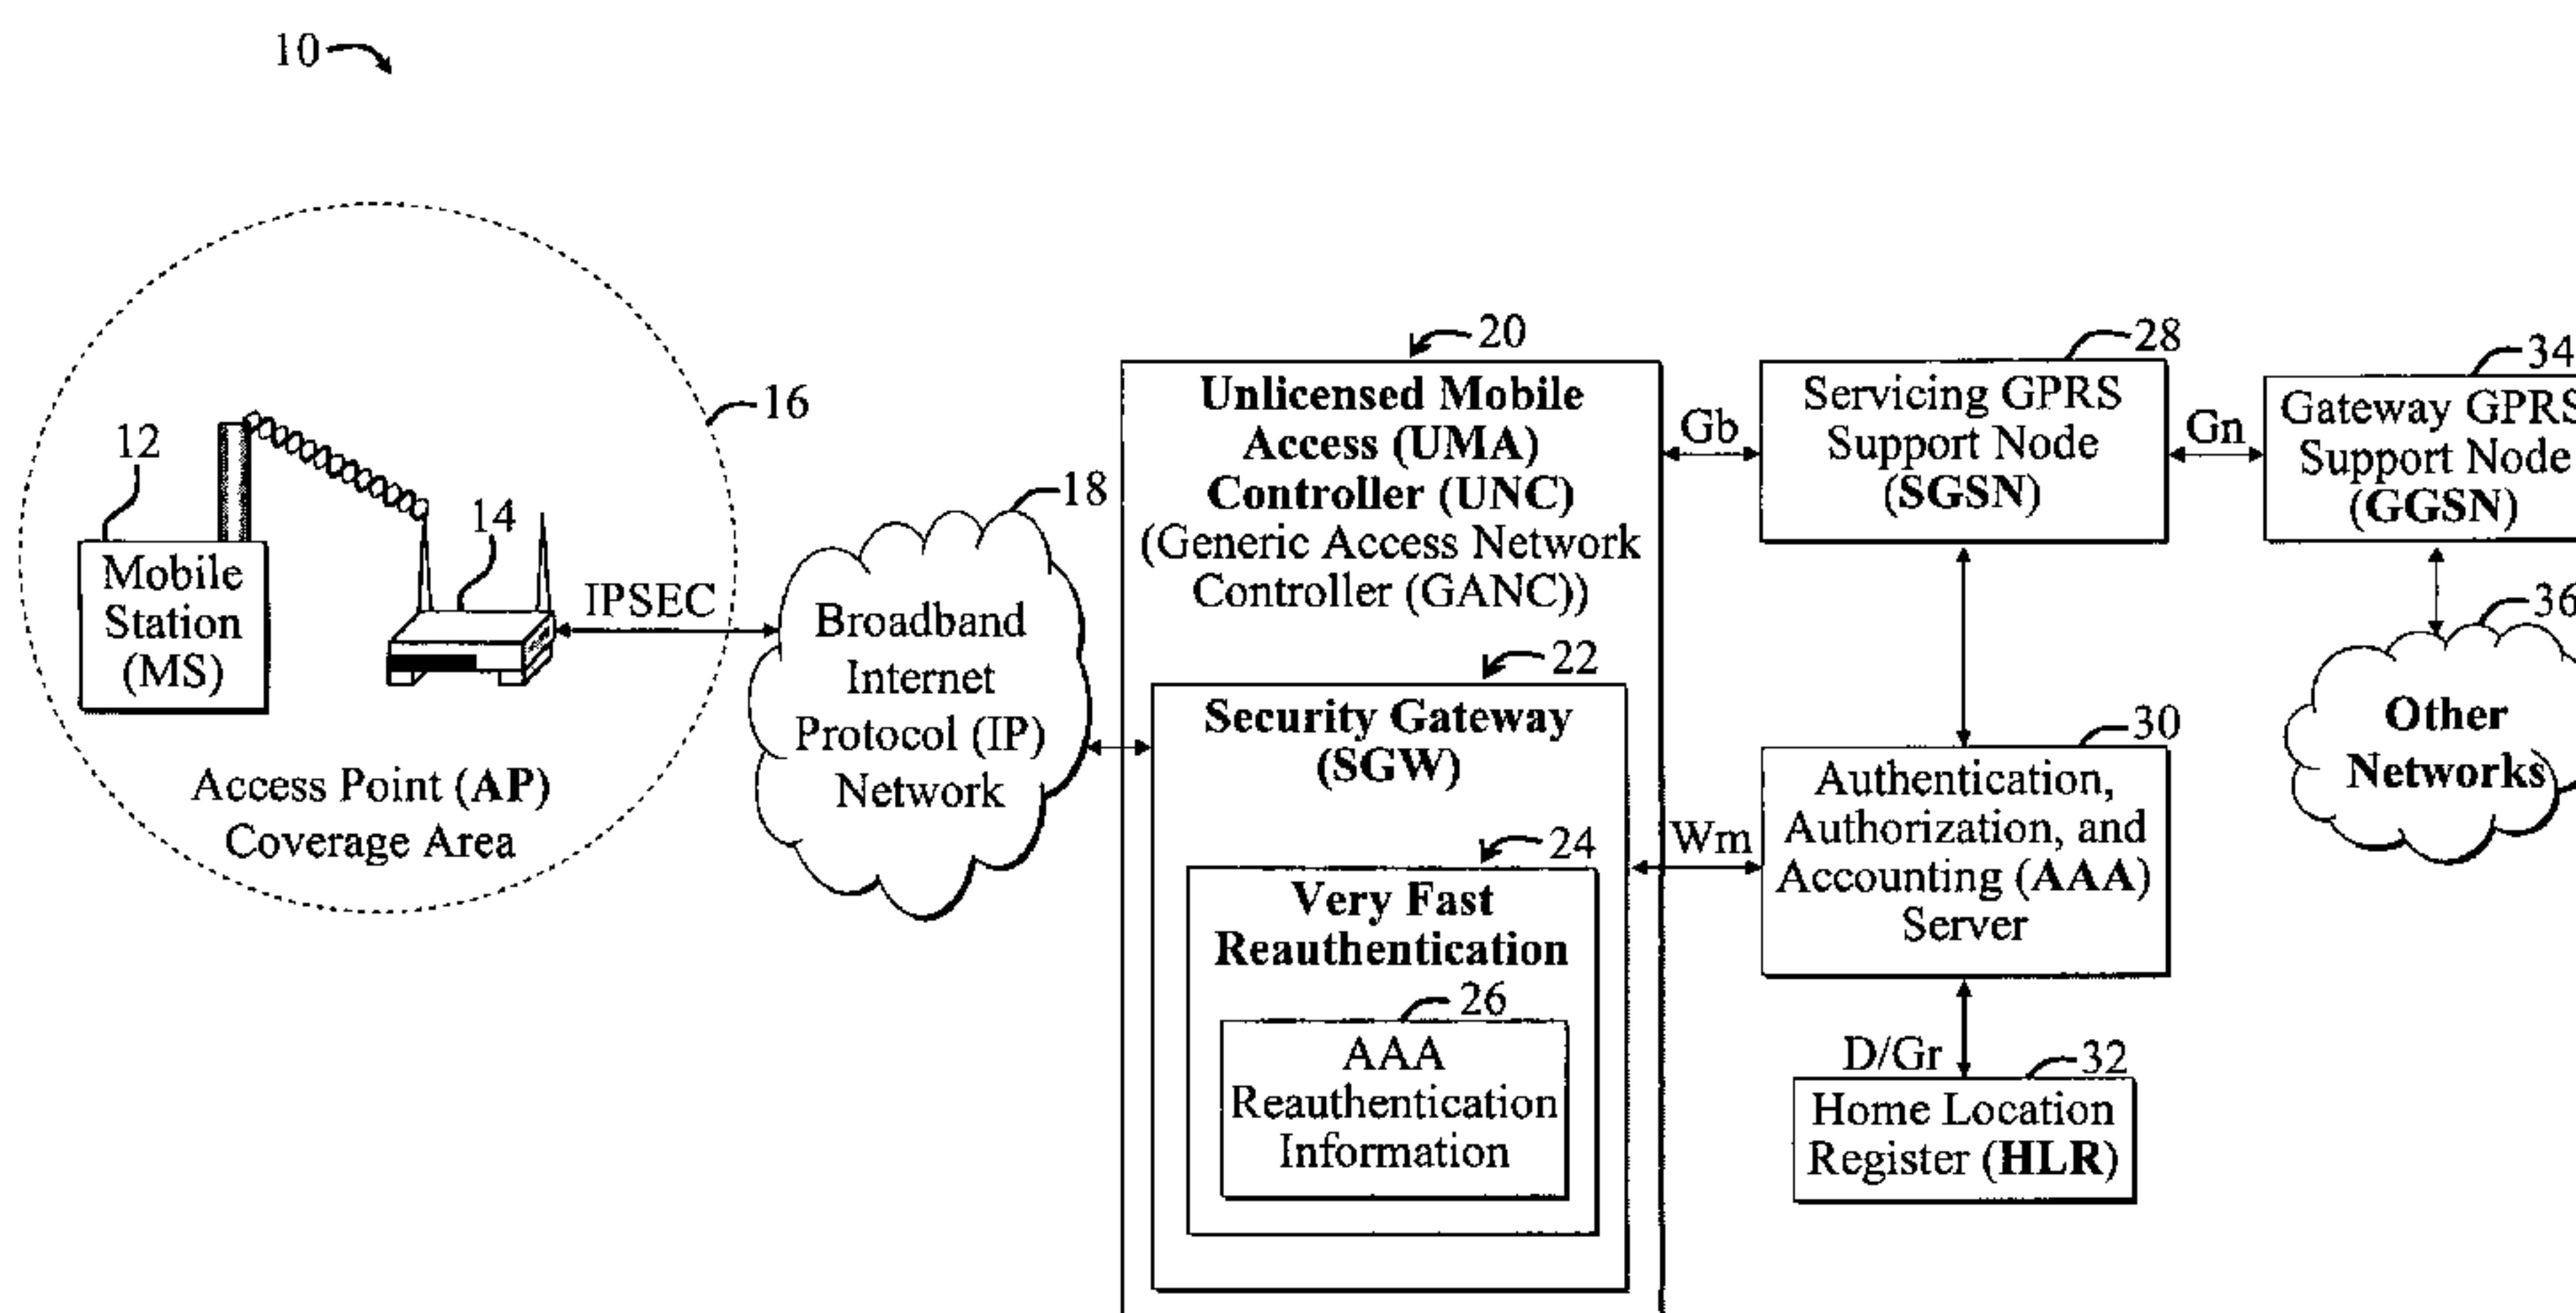 10
12
Mobile
Station
(MS)
14
16
IPSEC
Access Point (AP)
Coverage Area
18
Broadband
Internet
Protocol (IP)
Network
20
Unlicensed Mobile
Access (UMA)
Controller (UNC)
(Generic Access Network
Controller (GANC))
22
Security Gateway
(SGW)
24
Very Fast
Reauthentication
26
AAA
Reauthentication
Information
Gb
28
Servicing GPRS
Support Node
(SGSN)
Gn
34
Gateway GPRS
Support Node
(GGSN)
36
Other
Networks
Wm
30
Authentication,
Authorization, and
Accounting (AAA)
Server
D/Gr
32
Home Location
Register (HLR)